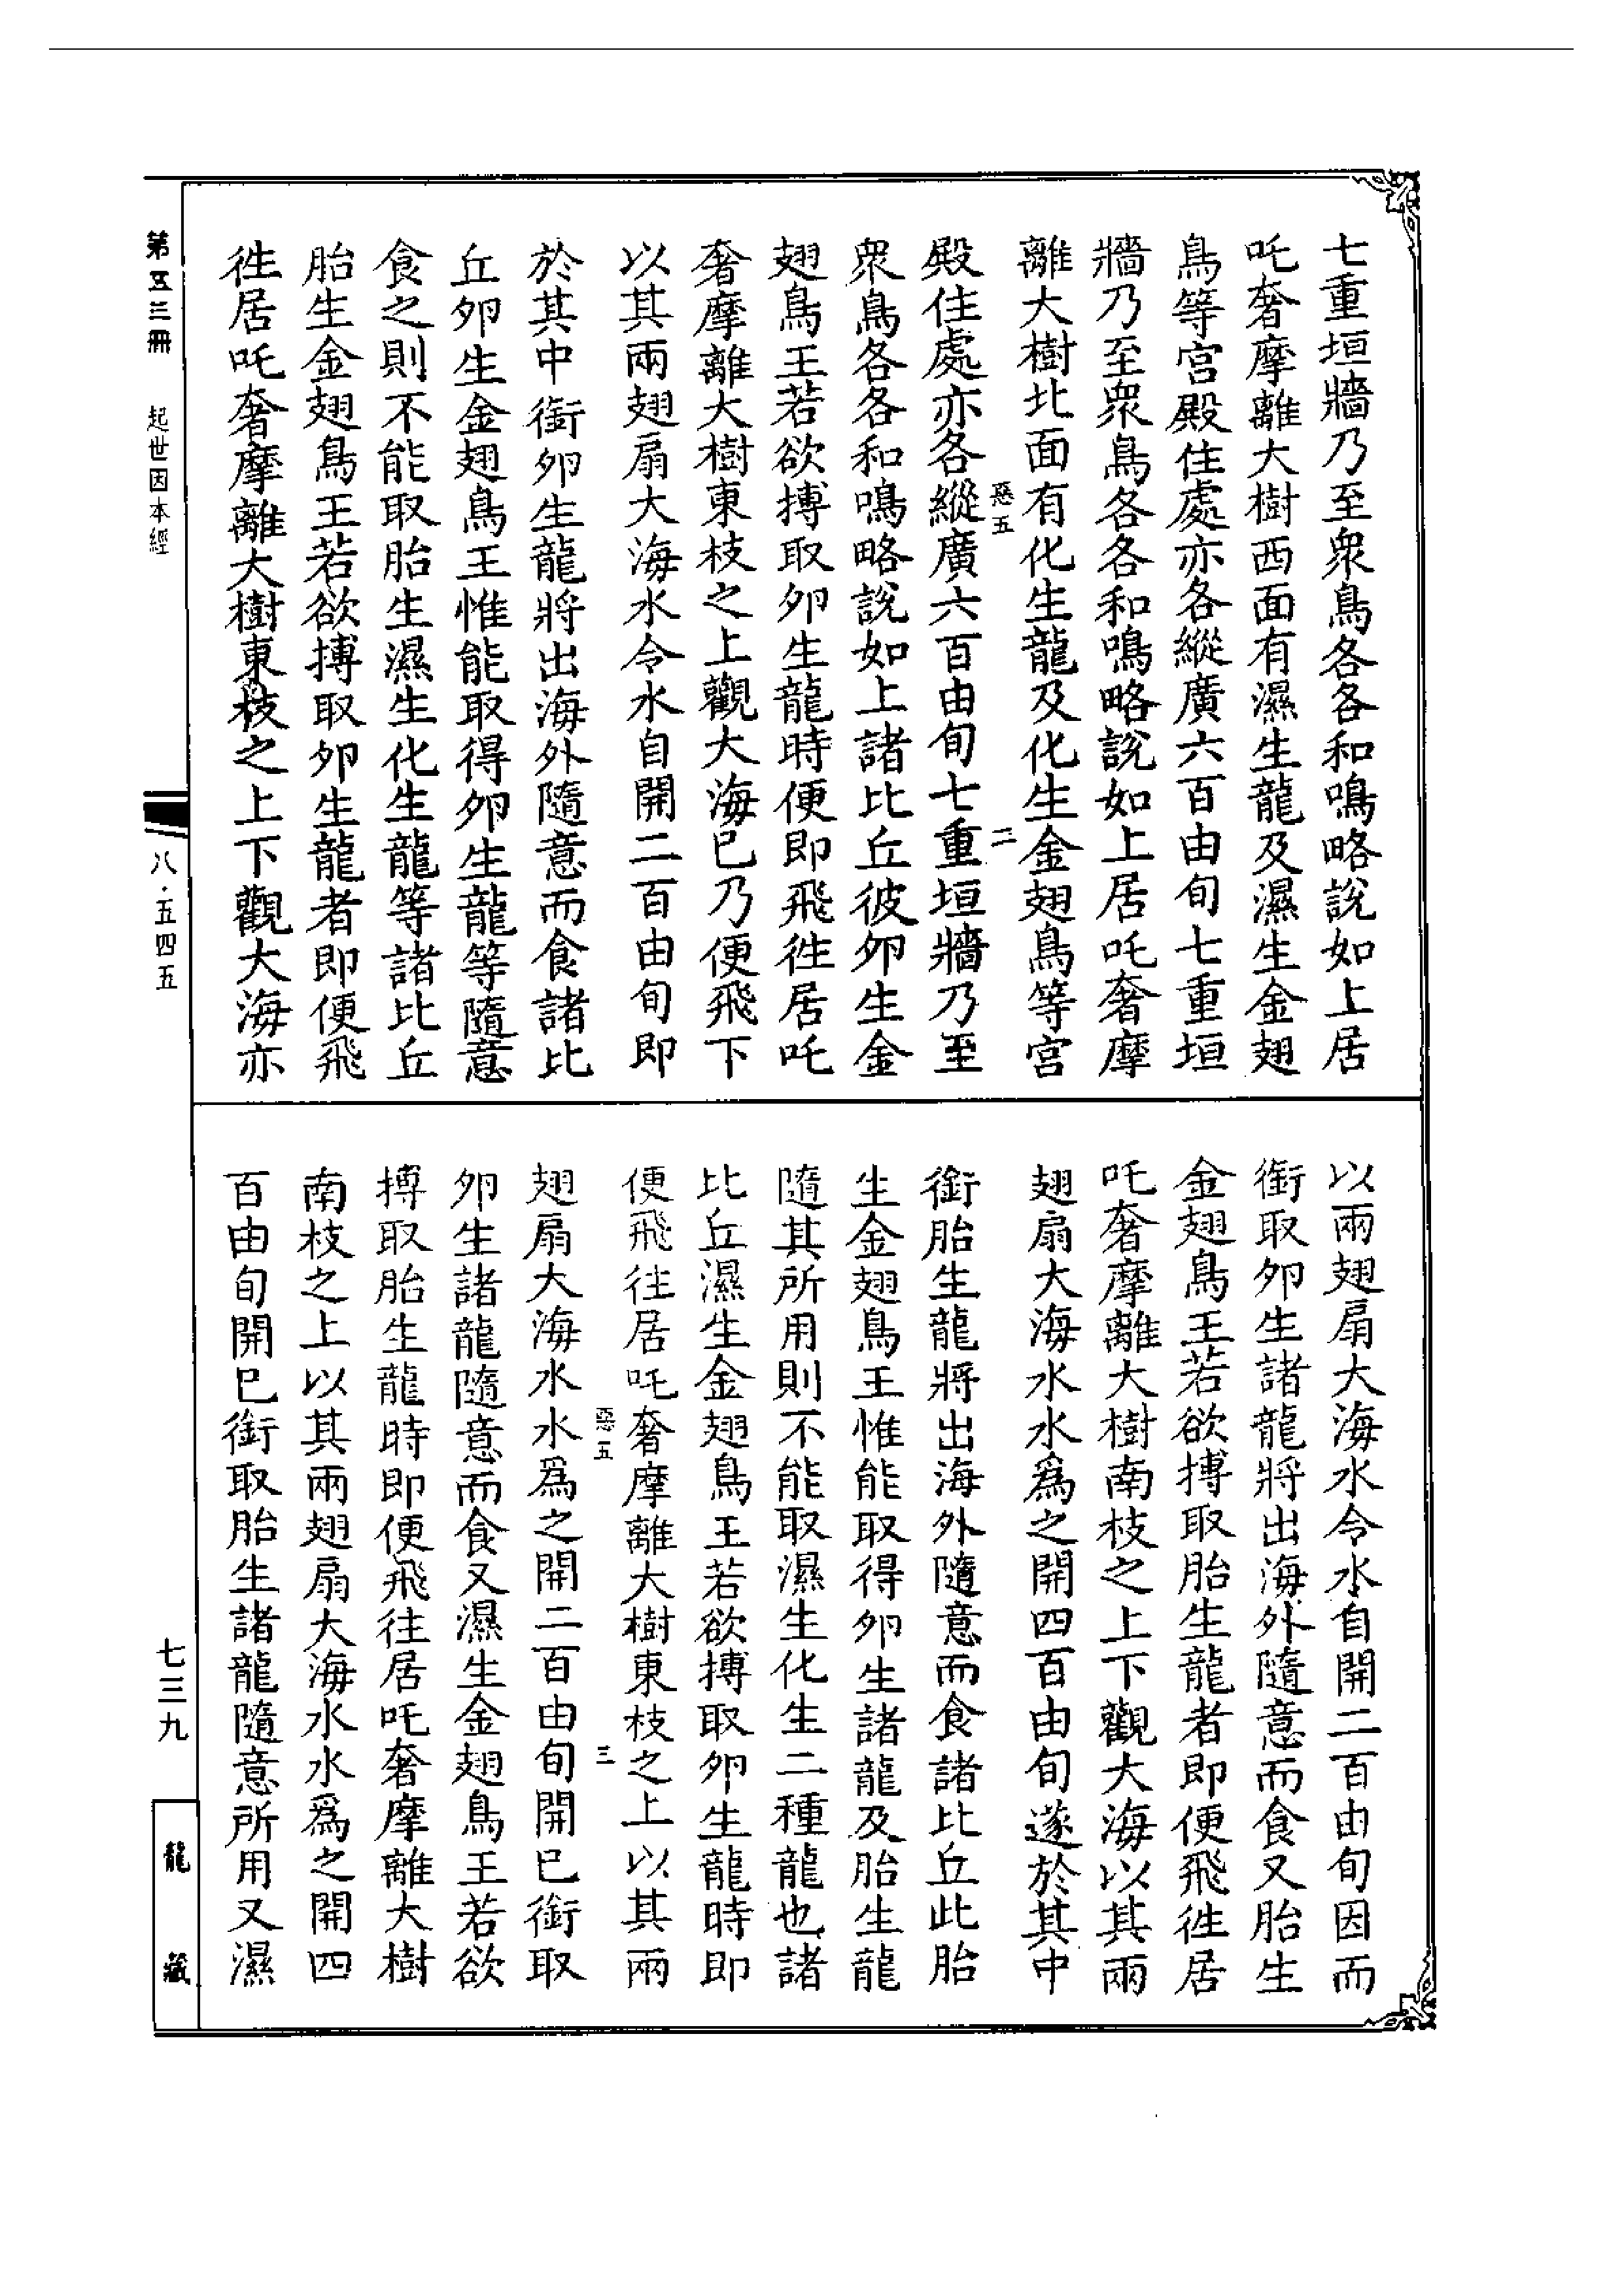 七重垣牆乃至衆鳥各各和鳴略說如上居
吒奢摩離大樹西面有濕生龍及濕生金翅
鳥等宮殿住處亦各縱廣六百由旬七重垣
牆乃至衆鳥各各和鳴略說如上居吒奢摩
離大樹北面有化生龍及化生金翅鳥等宮
惡五
二
殿住處亦各縱廣六百由旬七重垣牆乃至
衆鳥各各和鳴略說如上諸比丘彼卵生金
翅鳥王若欲搏取卵生龍時便即飛徃居吒
奢摩離大樹東枝之上觀大海已乃便飛下
以其兩翅扇大海水令水自開二百由旬即
於其中銜卵生龍將出海外隨意而食諸比
丘卵生金翅鳥王惟能取得卵生龍等隨意
食之則不能取胎生濕生化生龍等諸比丘
胎生金翅鳥王若欲搏取卵生龍者即便飛
徃居吒奢摩離大樹東枝之上下觀大海亦
以兩翅扇大海水令水自開二百由旬因而
銜取卵生諸龍將出海外隨意而食又胎生
金翅鳥王若欲搏取胎生龍者即便飛徃居
吒奢摩離大樹南枝之上下觀大海以其兩
翅扇大海水水爲之開四百由旬遂於其中
銜胎生龍將出海外隨意而食諸比丘此胎
生金翅鳥王惟能取得卵生諸龍及胎生龍
隨其所用則不能取濕生化生二種龍也諸
比丘濕生金翅鳥王若欲搏取卵生龍時即
便飛往居吒奢摩離大樹東枝之上以其兩
惡五
三
翅扇大海水水爲之開二百由旬開已銜取
卵生諸龍隨意而食又濕生金翅鳥王若欲
搏取胎生龍時即便飛往居吒奢摩離大樹
南枝之上以其兩翅扇大海水水爲之開四
百由旬開已銜取胎生諸龍隨意所用又濕
第五三冊　起世因本經
八·五四五
七三九
龍藏